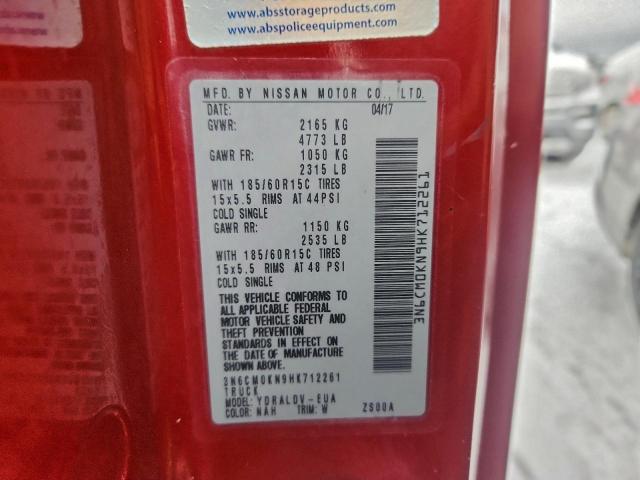 www.absstorageproducts.com
www.abspoliceequipment.com
MFD. BY NISSAN MOTOR CO., LTD.
DATE: 04/17
GVWR: 2165 KG
4773 LB
GAWR FR: 1050 KG
2315 LB
WITH 185/60R15C TIRES
15x5.5 RIMS AT 44PSI
COLD SINGLE
GAWR RR: 1150 KG
2535 LB
WITH 185/60R15C TIRES
15x5.5 RIMS AT 48 PSI
COLD SINGLE
THIS VEHICLE CONFORMS TO
ALL APPLICABLE FEDERAL
MOTOR VEHICLE SAFETY AND
THEFT PREVENTION
STANDARDS IN EFFECT ON
THE DATE OF MANUFACTURE
SHOWN ABOVE.
3N6CM0KN9HK712261
TRUCK
MODEL: YDRALDV-EUA
COLOR: NAH TRIM: W ZS00A
3N6CM0KN9HK712261